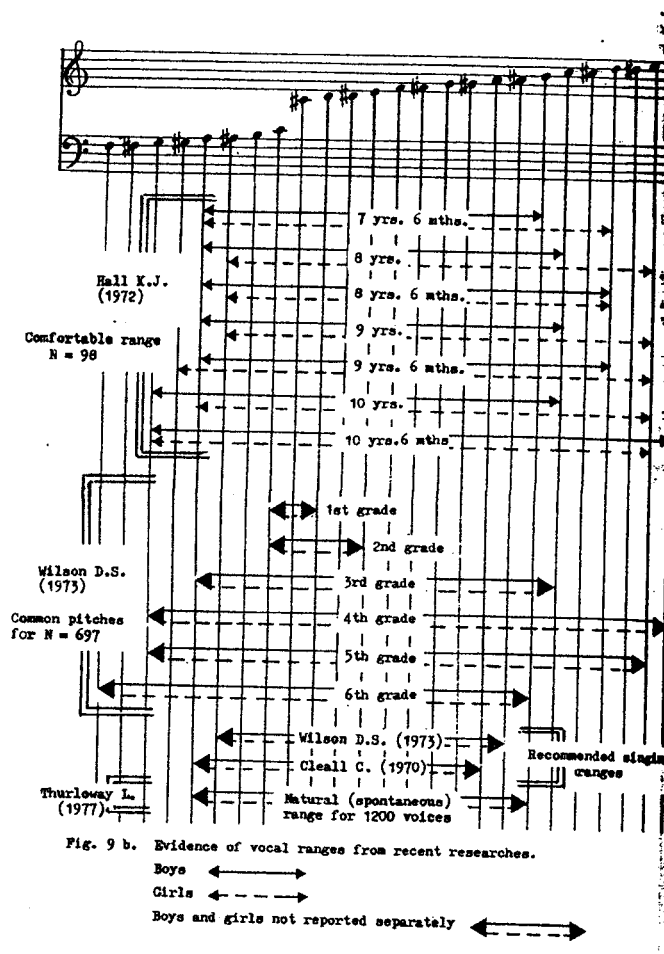 7 yrs. 6 mths.
8 yrs.
Hall K.J.
(1972)
8 yrs. 6 mths.
9 yrs.
Comfortable range
N = 98
9 yrs. 6 mths.
10 yrs.
10 yrs.6 mths
1st grade
2nd grade
Wilson D.S.
(1973)
3rd grade
Common pitches
for N = 697
4th grade
5th grade
6th grade
Wilson D.S. (1973)
Cleall C. (1970)
Recommended singin
ranges
Thurloway L.
(1977)
Natural (spontaneous)
range for 1200 voices
Fig. 9 b. Evidence of vocal ranges from recent researches.
Boys
Girls
Boys and girls not reported separately